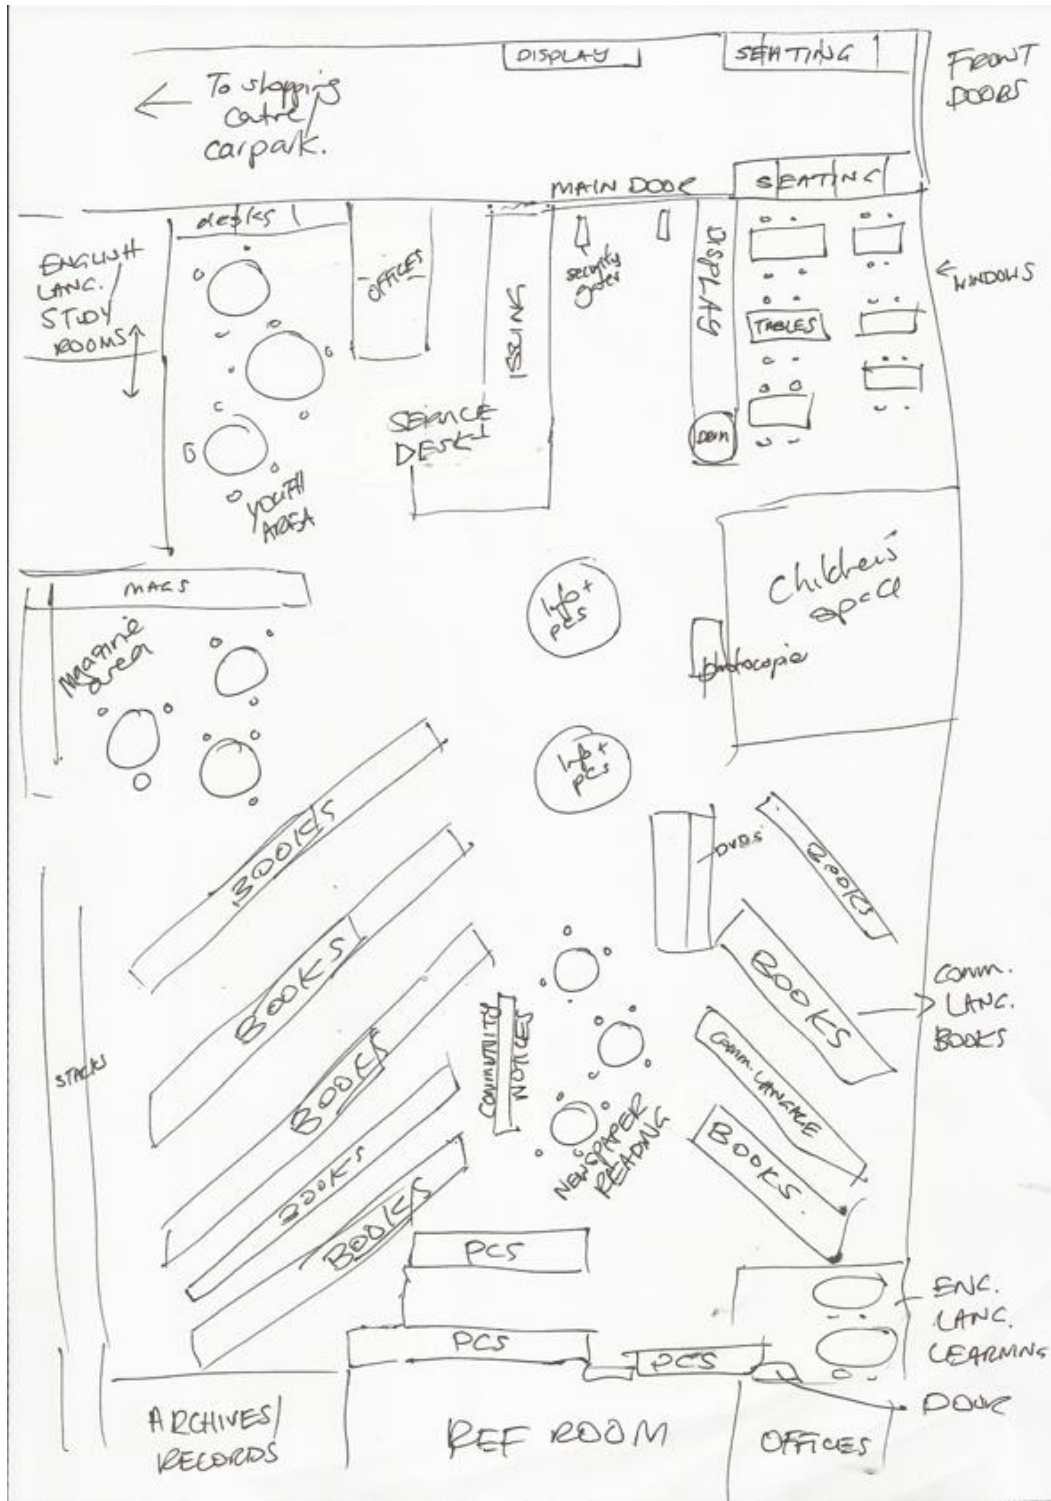 DISPLAY
SEATING
FRONT
DOORS
To shopping
centre/
carpark.
MAIN DOOR
SEATING
desks
ENGLISH
LANG.
STUDY
ROOMS
OFFICES
ISSUING
security
gates
DISPLAY
TABLES
WINDOWS
SERVICE
DESK
YOUTH
AREA
MAGS
Magazine
area
Info +
PCS
Children's
space
photocopier
Info +
PCS
DVDs
BOOKS
BOOKS
BOOKS
BOOKS
BOOKS
STACKS
COMMUNITY
NOTICES
NEWSPAPER
READING
BOOKS
BOOKS
COMM.
LANG.
BOOKS
COMM. LANGAGE
BOOKS
PCS
PCS
PCS
ENG.
LANG.
LEARNING
DOOR
ARCHIVES/
RECORDS
REF ROOM
OFFICES